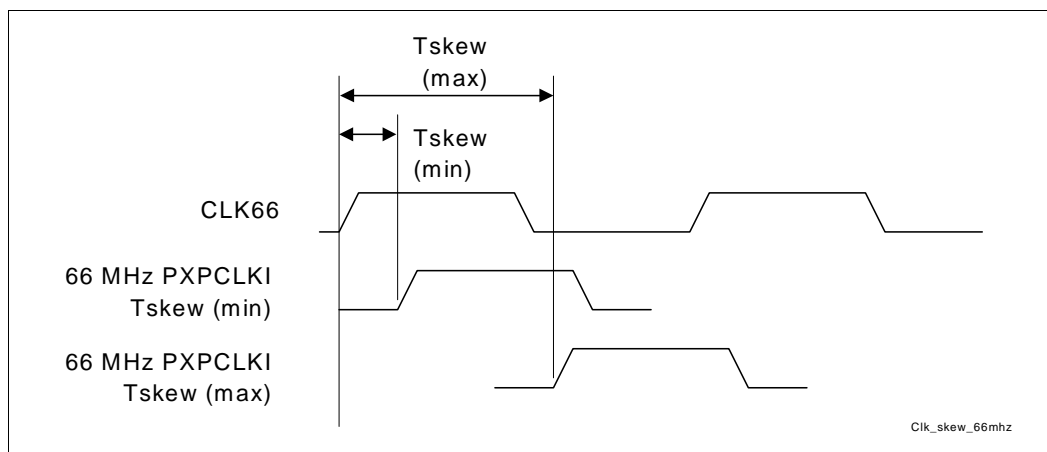 Tskew
(max)
Tskew
(min)
CLK66
66 MHz PXPCLKI
Tskew (min)
66 MHz PXPCLKI
Tskew (max)
Clk_skew_66mhz